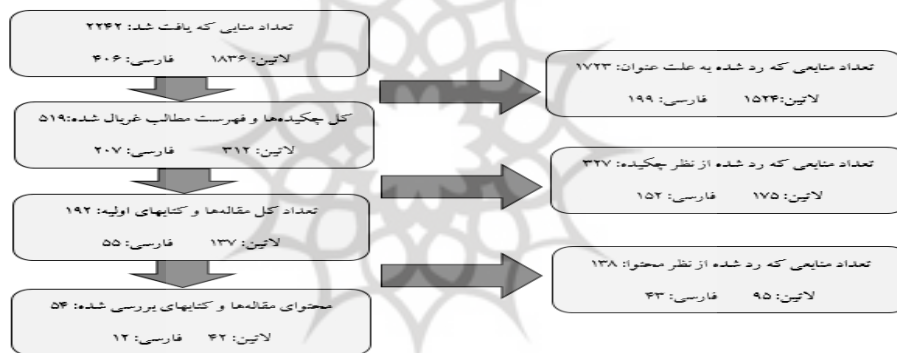 تعداد منابی که یافت شد: ۲۲۴۲
لاتین: ۱۸۳۶ فارسی: ۴۰۶
تعداد منابعی که رد شده به علت عنوان: ۱۷۲۳
لاتین:۱۵۲۴ فارسی: ۱۹۹
کل چکیده‌ها و فهرست مطالب غربال شده:۵۱۹
لاتین: ۳۱۲ فارسی: ۲۰۷
تعداد منابعی که رد شده از نظر چکیده: ۳۲۷
لاتین: ۱۷۵ فارسی: ۱۵۲
تعداد کل مقاله‌ها و کتابهای اولیه: ۱۹۲
لاتین: ۱۳۷ فارسی: ۵۵
تعداد منابعی که رد شده از نظر محتوا: ۱۳۸
لاتین: ۹۵ فارسی: ۴۳
محتوای مقاله‌ها و کتابهای بررسی شده: ۵۴
لاتین: ۴۲ فارسی: ۱۲